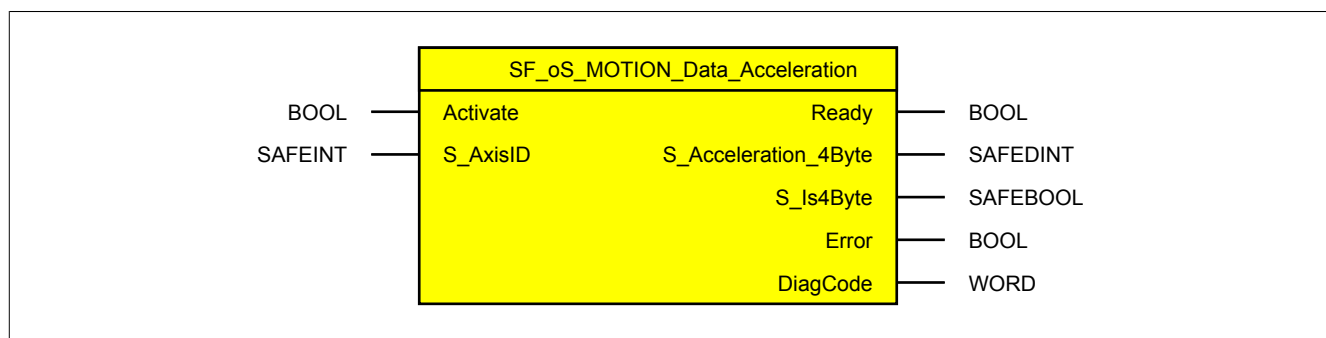 SF_oS_MOTION_Data_Acceleration
BOOL Activate Ready BOOL
SAFEINT S_AxisID S_Acceleration_4Byte SAFEDINT
S_Is4Byte SAFEBOOL
Error BOOL
DiagCode WORD